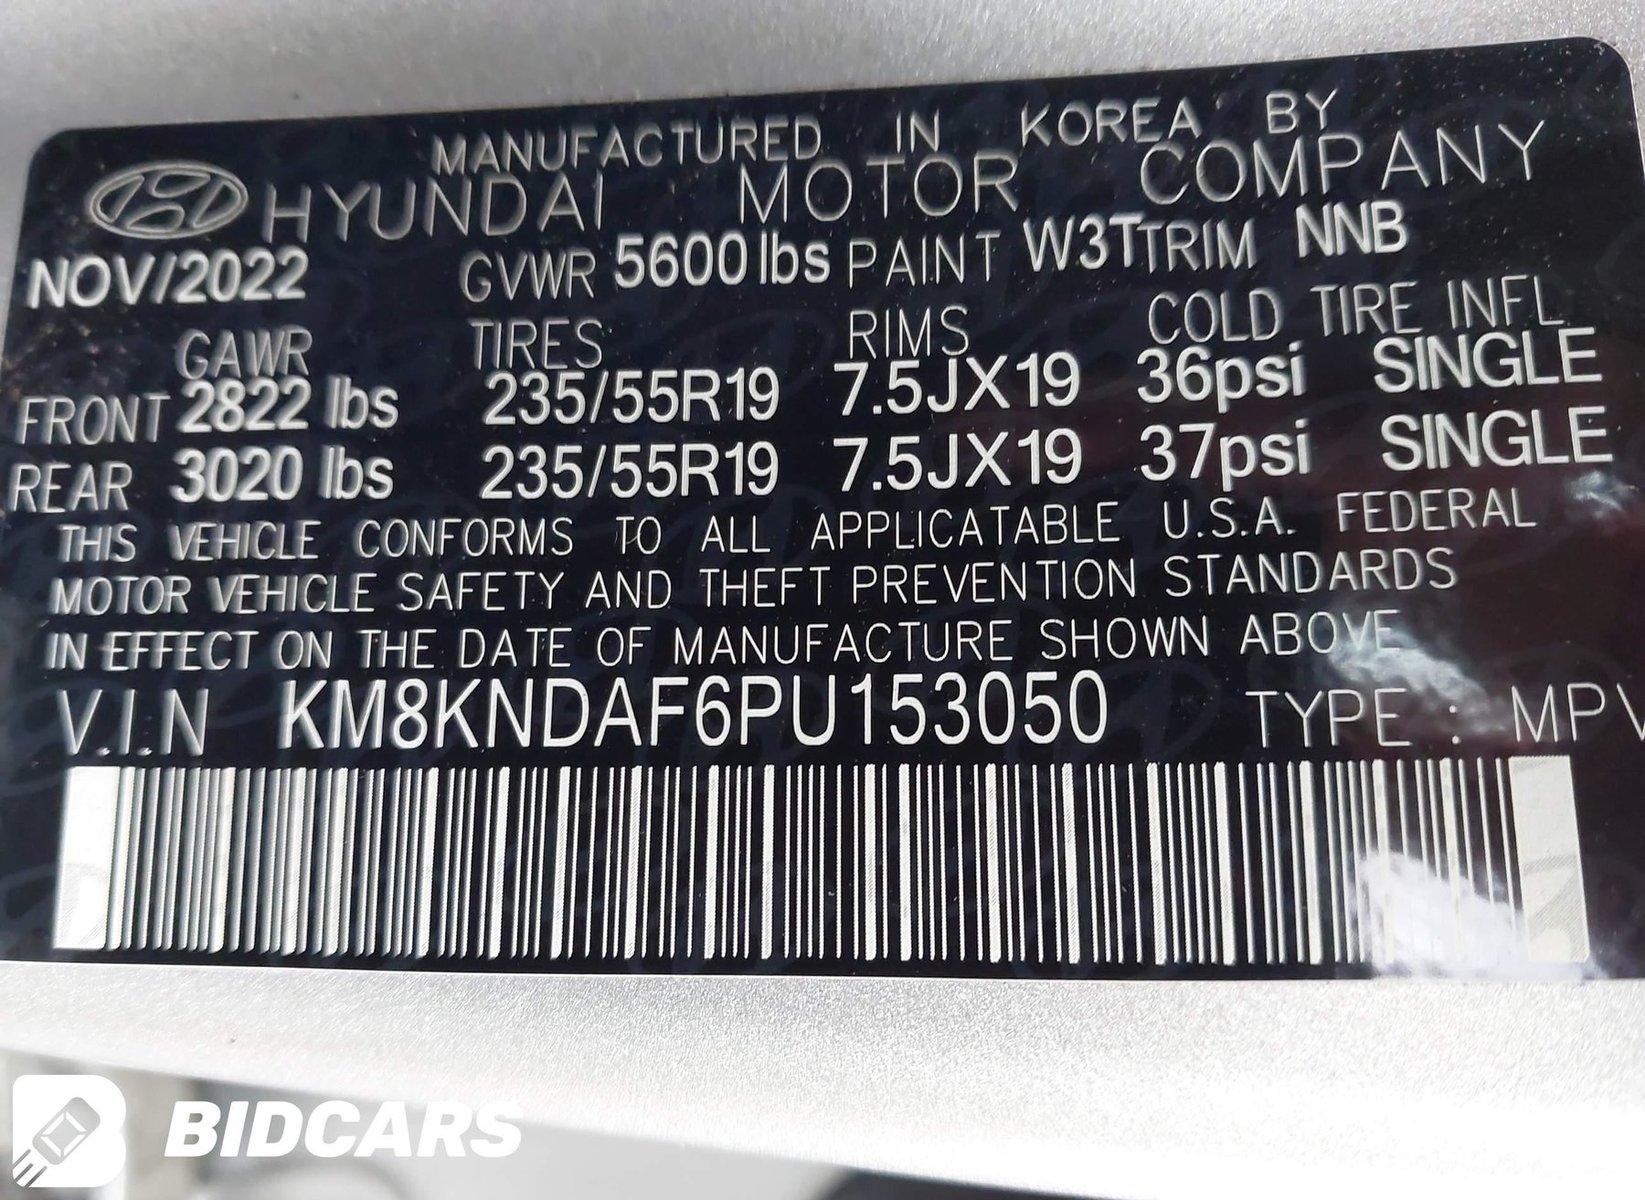 MANUFACTURED IN KOREA BY
HYUNDAI MOTOR COMPANY
NOV/2022 GVWR 5600 lbs PAINT W3T TRIM NNB
GAWR TIRES RIMS COLD TIRE INFL
FRONT 2822 lbs 235/55R19 7.5JX19 36psi SINGLE
REAR 3020 lbs 235/55R19 7.5JX19 37psi SINGLE
THIS VEHICLE CONFORMS TO ALL APPLICATABLE U.S.A. FEDERAL
MOTOR VEHICLE SAFETY AND THEFT PREVENTION STANDARDS
IN EFFECT ON THE DATE OF MANUFACTURE SHOWN ABOVE
V.I.N KM8KNDAF6PU153050 TYPE : MPV
BIDCARS